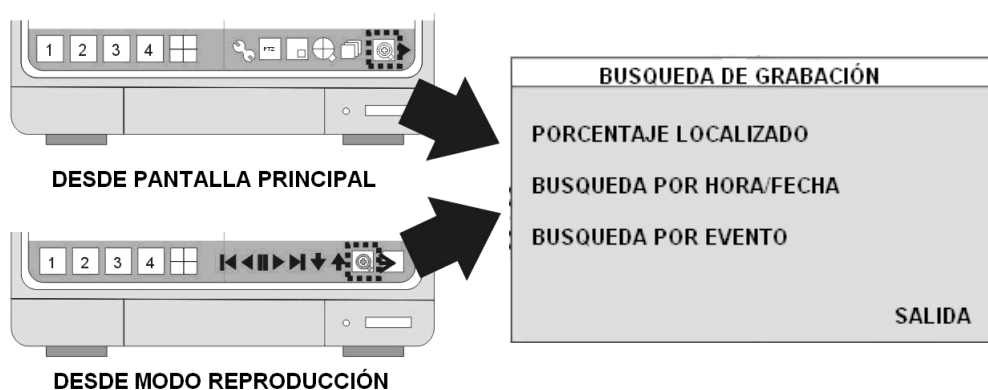 1 2 3 4
PTZ
DESDE PANTALLA PRINCIPAL
1 2 3 4
DESDE MODO REPRODUCCIÓN
BUSQUEDA DE GRABACIÓN
PORCENTAJE LOCALIZADO
BUSQUEDA POR HORA/FECHA
BUSQUEDA POR EVENTO
SALIDA